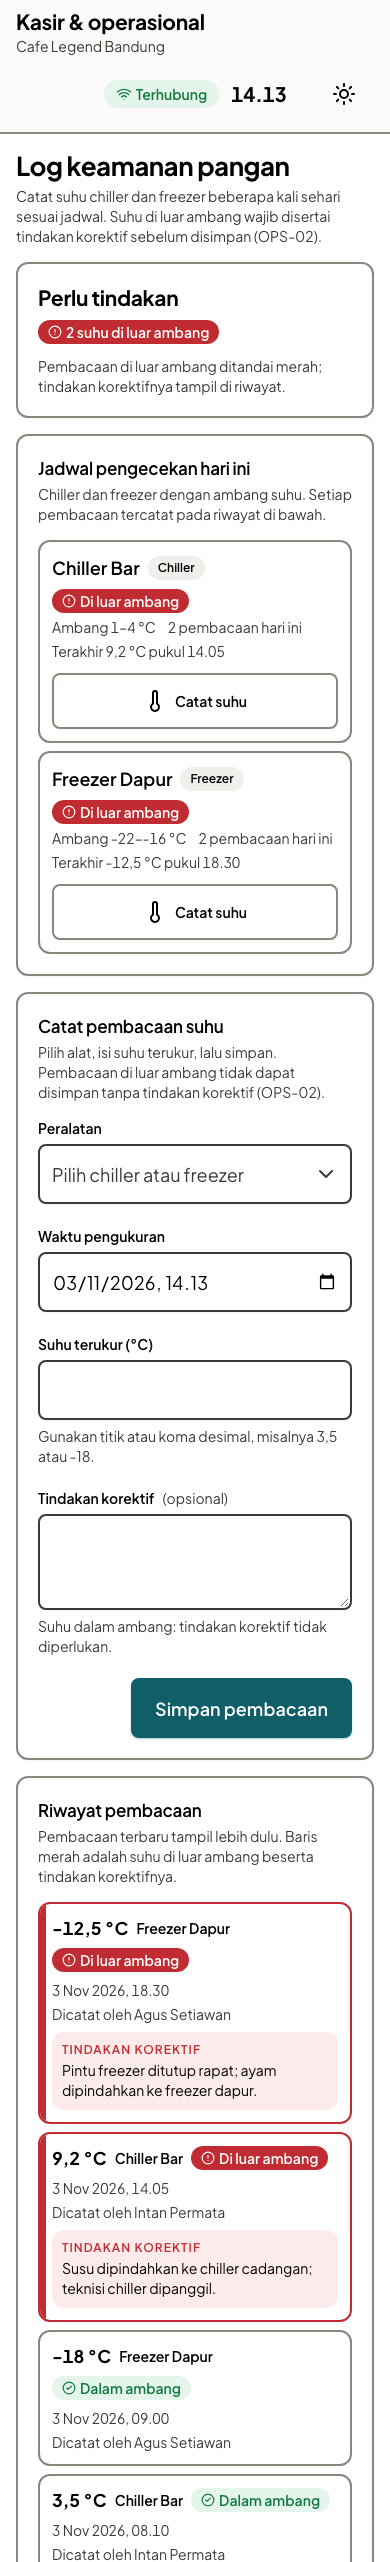 Kasir & operasional
Cafe Legend Bandung
Terhubung
14.13
Log keamanan pangan
Catat suhu chiller dan freezer beberapa kali sehari
sesuai jadwal. Suhu di luar ambang wajib disertai
tindakan korektif sebelum disimpan (OPS-02).
Perlu tindakan
2 suhu di luar ambang
Pembacaan di luar ambang ditandai merah;
tindakan korektifnya tampil di riwayat.
Jadwal pengecekan hari ini
Chiller dan freezer dengan ambang suhu. Setiap
pembacaan tercatat pada riwayat di bawah.
Chiller Bar Chiller
Di luar ambang
Ambang 1–4 °C 2 pembacaan hari ini
Terakhir 9,2 °C pukul 14.05
Catat suhu
Freezer Dapur Freezer
Di luar ambang
Ambang -22–-16 °C 2 pembacaan hari ini
Terakhir -12,5 °C pukul 18.30
Catat suhu
Catat pembacaan suhu
Pilih alat, isi suhu terukur, lalu simpan.
Pembacaan di luar ambang tidak dapat
disimpan tanpa tindakan korektif (OPS-02).
Peralatan
Pilih chiller atau freezer
Waktu pengukuran
03/11/2026, 14.13
Suhu terukur (°C)
Gunakan titik atau koma desimal, misalnya 3,5
atau -18.
Tindakan korektif (opsional)
Suhu dalam ambang: tindakan korektif tidak
diperlukan.
Simpan pembacaan
Riwayat pembacaan
Pembacaan terbaru tampil lebih dulu. Baris
merah adalah suhu di luar ambang beserta
tindakan korektifnya.
-12,5 °C Freezer Dapur
Di luar ambang
3 Nov 2026, 18.30
Dicatat oleh Agus Setiawan
TINDAKAN KOREKTIF
Pintu freezer ditutup rapat; ayam
dipindahkan ke freezer dapur.
9,2 °C Chiller Bar Di luar ambang
3 Nov 2026, 14.05
Dicatat oleh Intan Permata
TINDAKAN KOREKTIF
Susu dipindahkan ke chiller cadangan;
teknisi chiller dipanggil.
-18 °C Freezer Dapur
Dalam ambang
3 Nov 2026, 09.00
Dicatat oleh Agus Setiawan
3,5 °C Chiller Bar Dalam ambang
3 Nov 2026, 08.10
Dicatat oleh Intan Permata